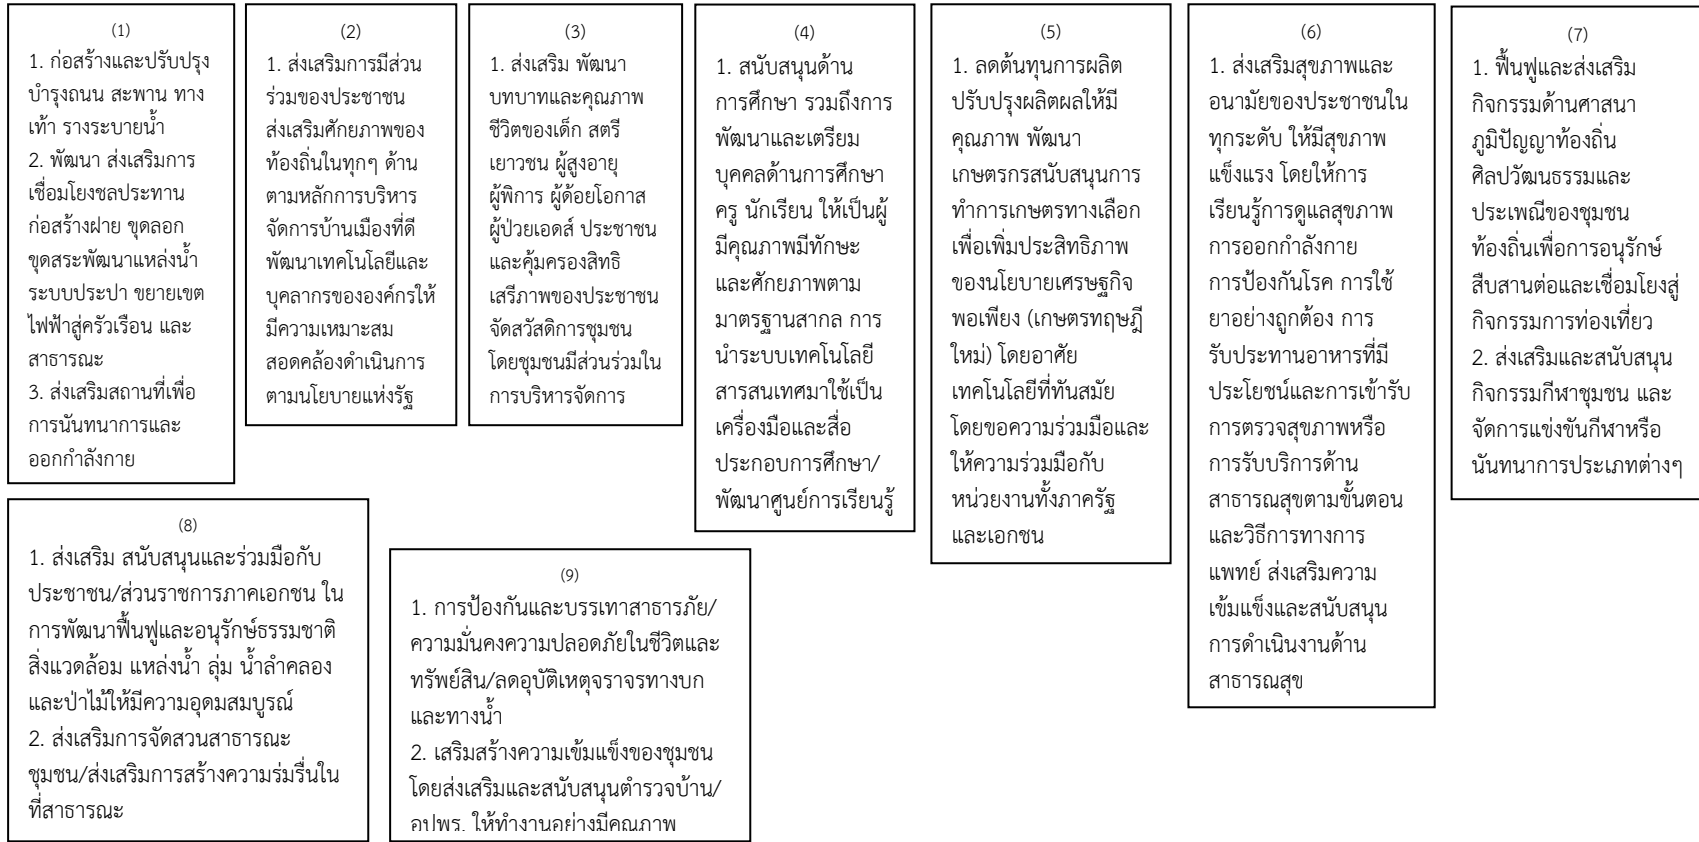 (1)
1. ก่อสร้างและปรับปรุง
บำรุงถนน สะพาน ทาง
เท้า รางระบายน้ำ
2. พัฒนา ส่งเสริมการ
เชื่อมโยงชลประทาน
ก่อสร้างฝาย ขุดลอก
ขุดสระพัฒนาแหล่งน้ำ
ระบบประปา ขยายเขต
ไฟฟ้าสู่ครัวเรือน และ
สาธารณะ
3. ส่งเสริมสถานที่เพื่อ
การนันทนาการและ
ออกกำลังกาย
(2)
1. ส่งเสริมการมีส่วน
ร่วมของประชาชน
ส่งเสริมศักยภาพของ
ท้องถิ่นในทุกๆ ด้าน
ตามหลักการบริหาร
จัดการบ้านเมืองที่ดี
พัฒนาเทคโนโลยีและ
บุคลากรขององค์กรให้
มีความเหมาะสม
สอดคล้องดำเนินการ
ตามนโยบายแห่งรัฐ
(3)
1. ส่งเสริม พัฒนา
บทบาทและคุณภาพ
ชีวิตของเด็ก สตรี
เยาวชน ผู้สูงอายุ
ผู้พิการ ผู้ด้อยโอกาส
ผู้ป่วยเอดส์ ประชาชน
และคุ้มครองสิทธิ
เสรีภาพของประชาชน
จัดสวัสดิการชุมชน
โดยชุมชนมีส่วนร่วมใน
การบริหารจัดการ
(4)
1. สนับสนุนด้าน
การศึกษา รวมถึงการ
พัฒนาและเตรียม
บุคคลด้านการศึกษา
ครู นักเรียน ให้เป็นผู้
มีคุณภาพมีทักษะ
และศักยภาพตาม
มาตรฐานสากล การ
นำระบบเทคโนโลยี
สารสนเทศมาใช้เป็น
เครื่องมือและสื่อ
ประกอบการศึกษา/
พัฒนาศูนย์การเรียนรู้
(5)
1. ลดต้นทุนการผลิต
ปรับปรุงผลิตผลให้มี
คุณภาพ พัฒนา
เกษตรกรสนับสนุนการ
ทำการเกษตรทางเลือก
เพื่อเพิ่มประสิทธิภาพ
ของนโยบายเศรษฐกิจ
พอเพียง (เกษตรทฤษฎี
ใหม่) โดยอาศัย
เทคโนโลยีที่ทันสมัย
โดยขอความร่วมมือและ
ให้ความร่วมมือกับ
หน่วยงานทั้งภาครัฐ
และเอกชน
(6)
1. ส่งเสริมสุขภาพและ
อนามัยของประชาชนใน
ทุกระดับ ให้มีสุขภาพ
แข็งแรง โดยให้การ
เรียนรู้การดูแลสุขภาพ
การออกกำลังกาย
การป้องกันโรค การใช้
ยาอย่างถูกต้อง การ
รับประทานอาหารที่มี
ประโยชน์และการเข้ารับ
การตรวจสุขภาพหรือ
การรับบริการด้าน
สาธารณสุขตามขั้นตอน
และวิธีการทางการ
แพทย์ ส่งเสริมความ
เข้มแข็งและสนับสนุน
การดำเนินงานด้าน
สาธารณสุข
(7)
1. ฟื้นฟูและส่งเสริม
กิจกรรมด้านศาสนา
ภูมิปัญญาท้องถิ่น
ศิลปวัฒนธรรมและ
ประเพณีของชุมชน
ท้องถิ่นเพื่อการอนุรักษ์
สืบสานต่อและเชื่อมโยงสู่
กิจกรรมการท่องเที่ยว
2. ส่งเสริมและสนับสนุน
กิจกรรมกีฬาชุมชน และ
จัดการแข่งขันกีฬาหรือ
นันทนาการประเภทต่างๆ
(8)
1. ส่งเสริม สนับสนุนและร่วมมือกับ
ประชาชน/ส่วนราชการภาคเอกชน ใน
การพัฒนาฟื้นฟูและอนุรักษ์ธรรมชาติ
สิ่งแวดล้อม แหล่งน้ำ ลุ่ม น้ำลำคลอง
และป่าไม้ให้มีความอุดมสมบูรณ์
2. ส่งเสริมการจัดสวนสาธารณะ
ชุมชน/ส่งเสริมการสร้างความร่มรื่นใน
ที่สาธารณะ
(9)
1. การป้องกันและบรรเทาสาธารภัย/
ความมั่นคงความปลอดภัยในชีวิตและ
ทรัพย์สิน/ลดอุบัติเหตุจราจรทางบก
และทางน้ำ
2. เสริมสร้างความเข้มแข็งของชุมชน
โดยส่งเสริมและสนับสนุนตำรวจบ้าน/
อปพร. ให้ทำงานอย่างมีคุณภาพ